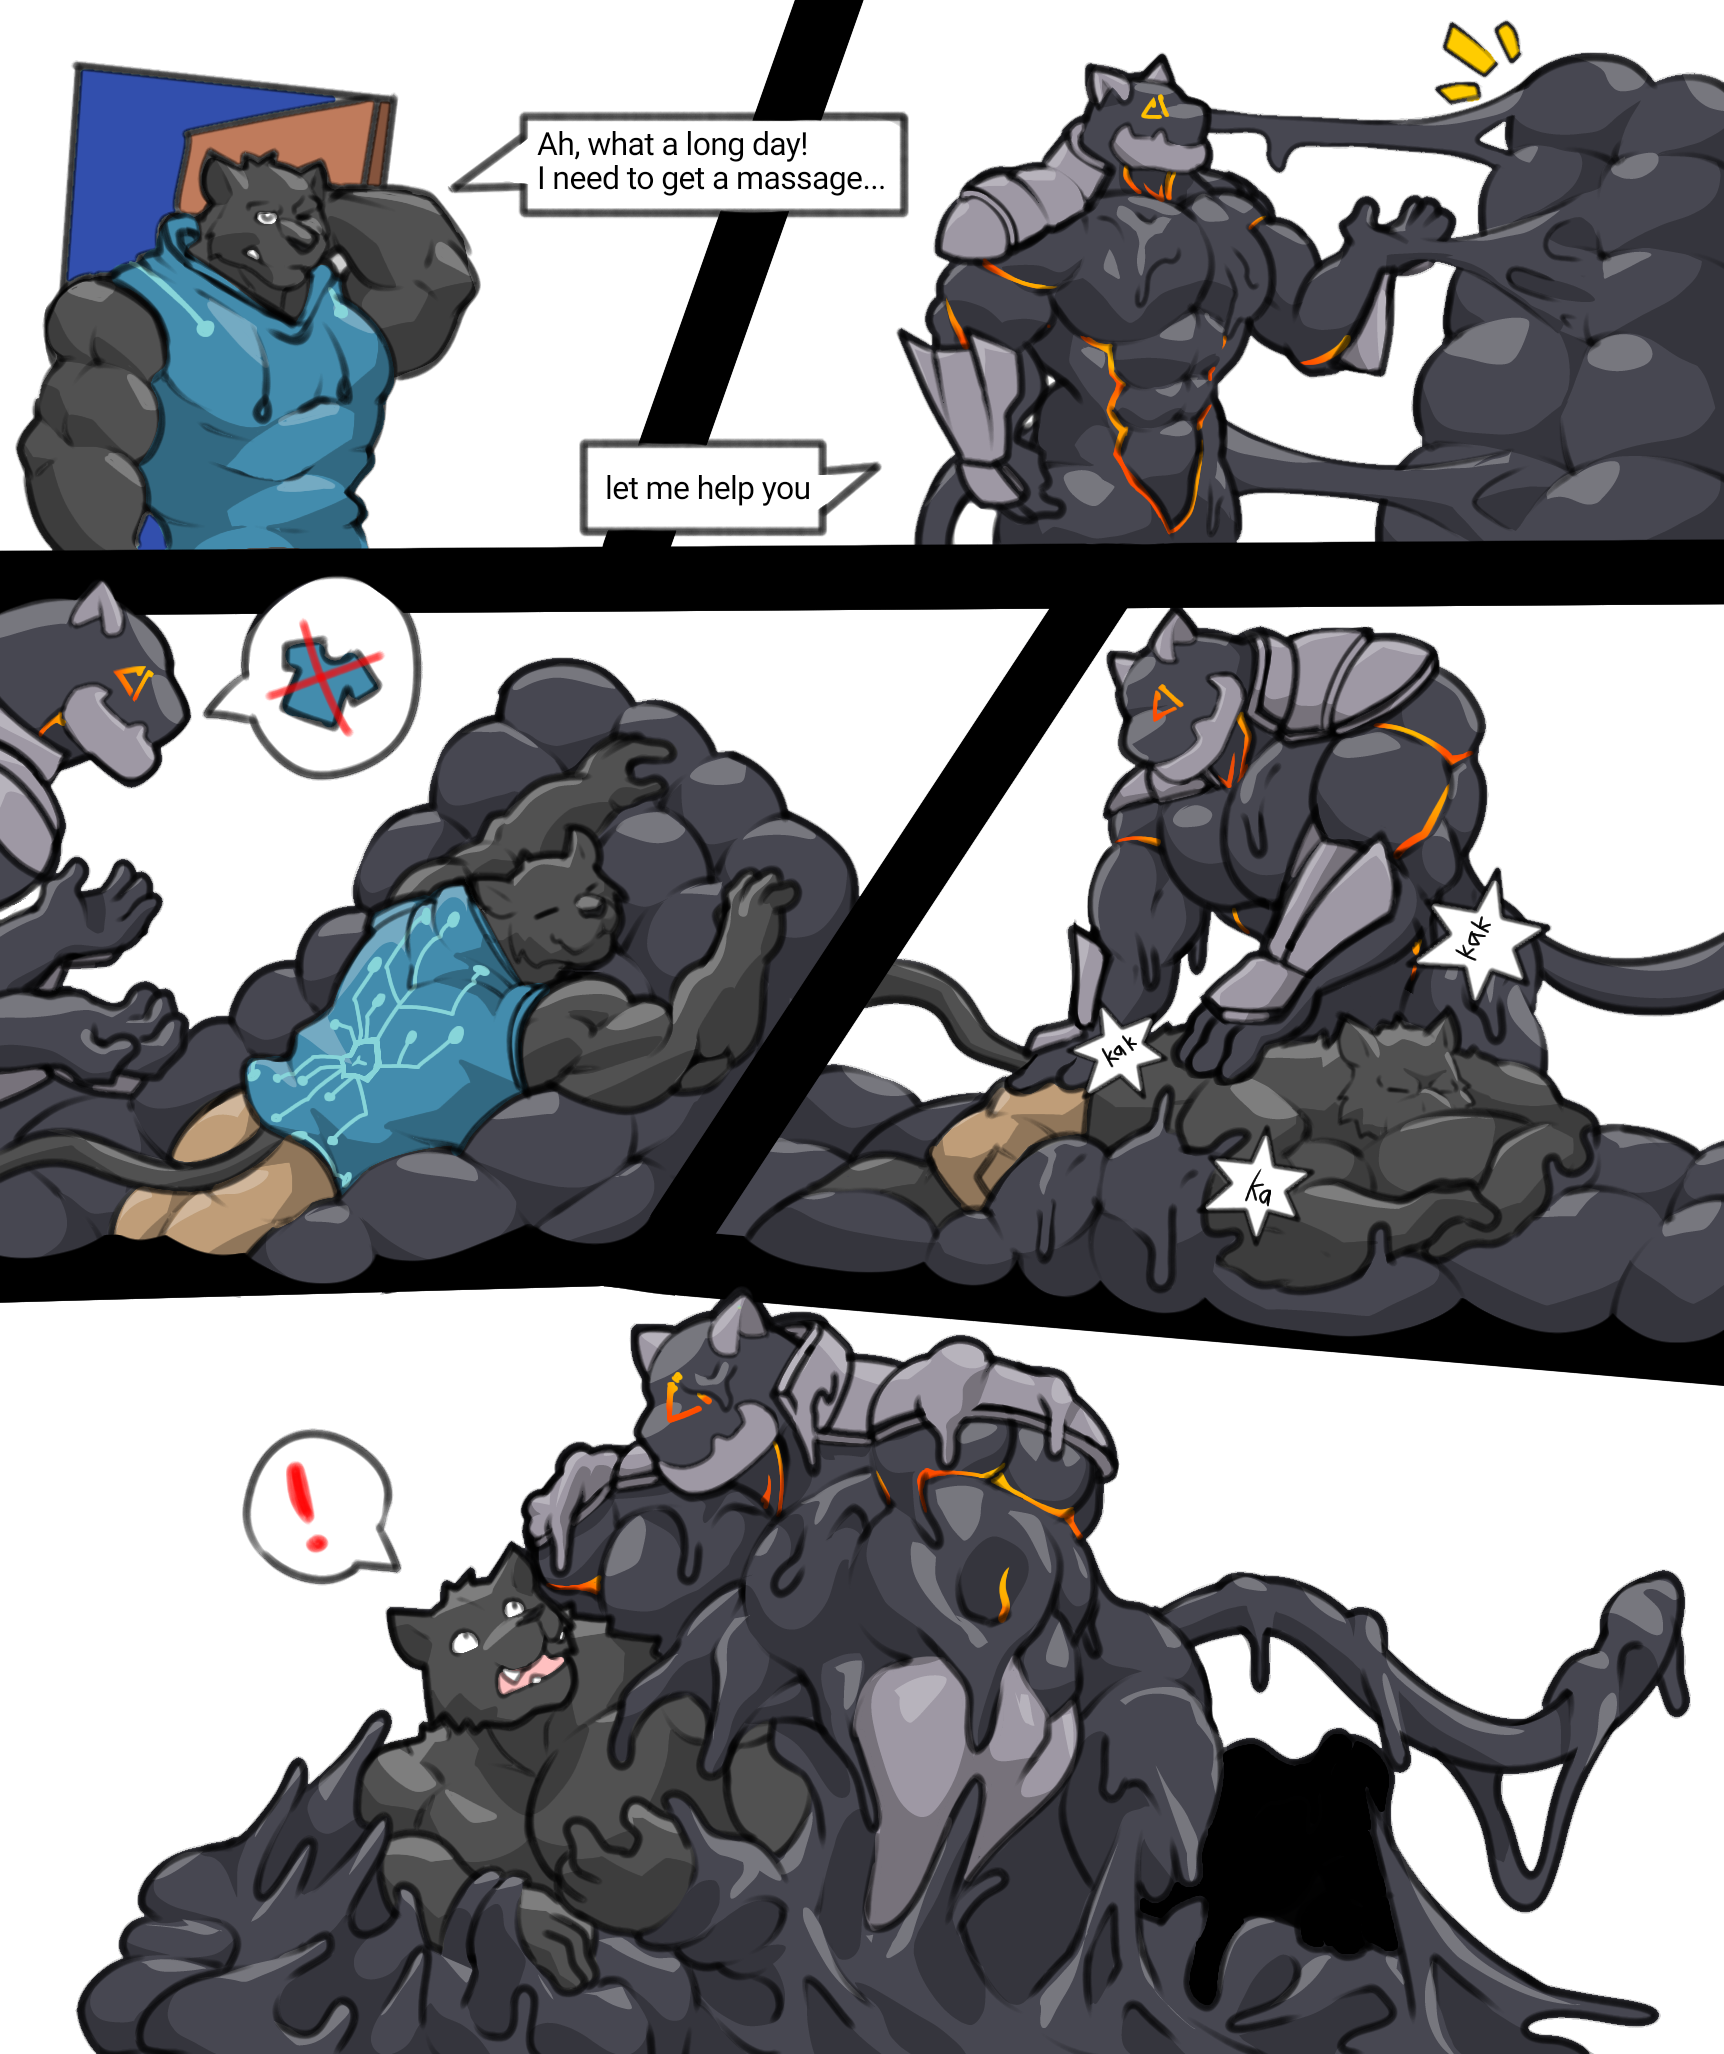 Ah, what a long day!
I need to get a massage...
let me help you
kak
kak
ka